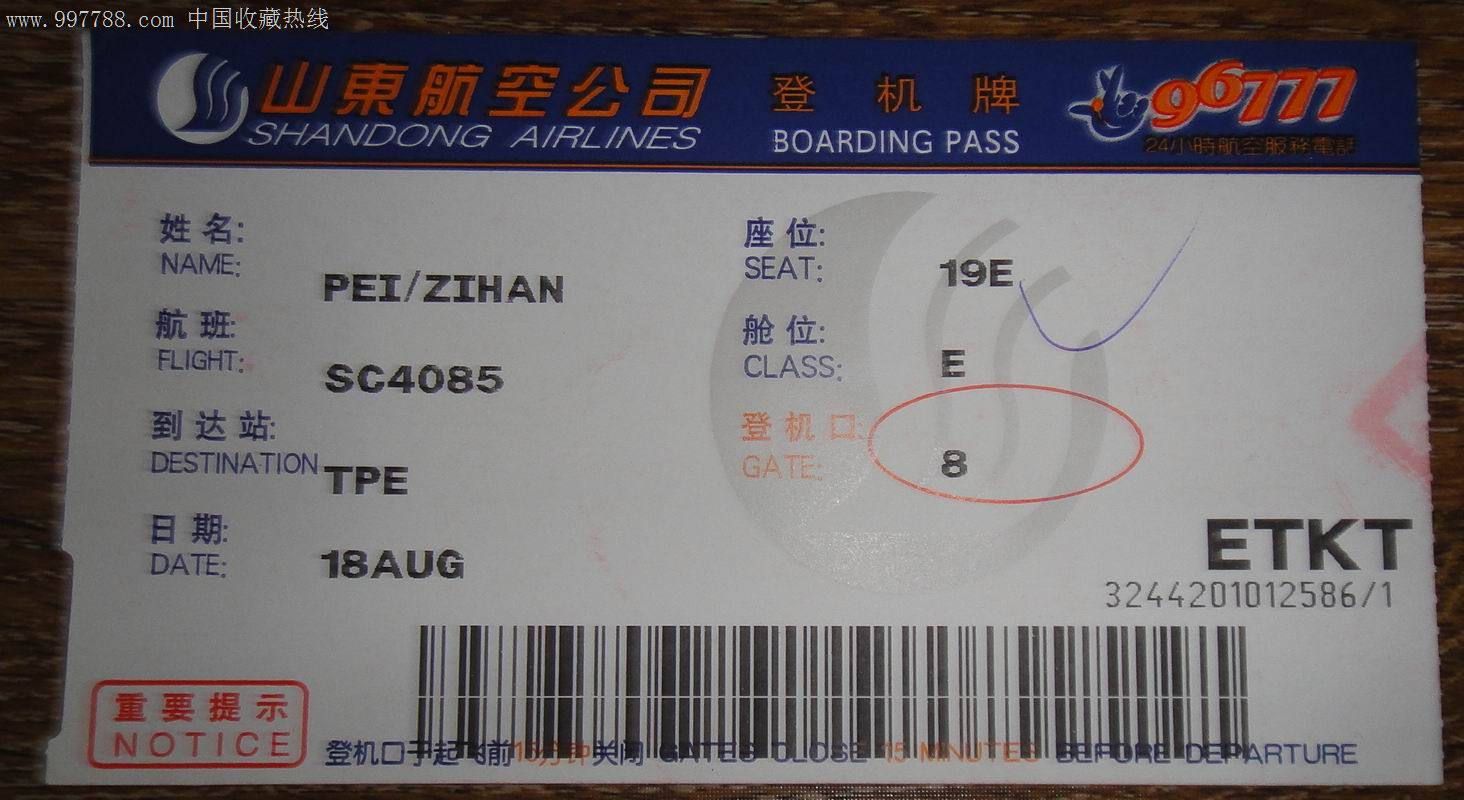 www.997788.com 中国收藏热线
山東航空公司
SHANDONG AIRLINES
登机牌
BOARDING PASS
96777
24小時航空服務電話
姓名:
NAME:
PEI/ZIHAN
座位:
SEAT:
19E
航班:
FLIGHT:
SC4085
舱位:
CLASS:
E
到达站:
DESTINATION
TPE
登机口:
GATE:
8
日期:
DATE:
18AUG
ETKT
3244201012586/1
重要提示
NOTICE
登机口于起飞前15分钟关闭 GATES CLOSE 15 MINUTES BEFORE DEPARTURE